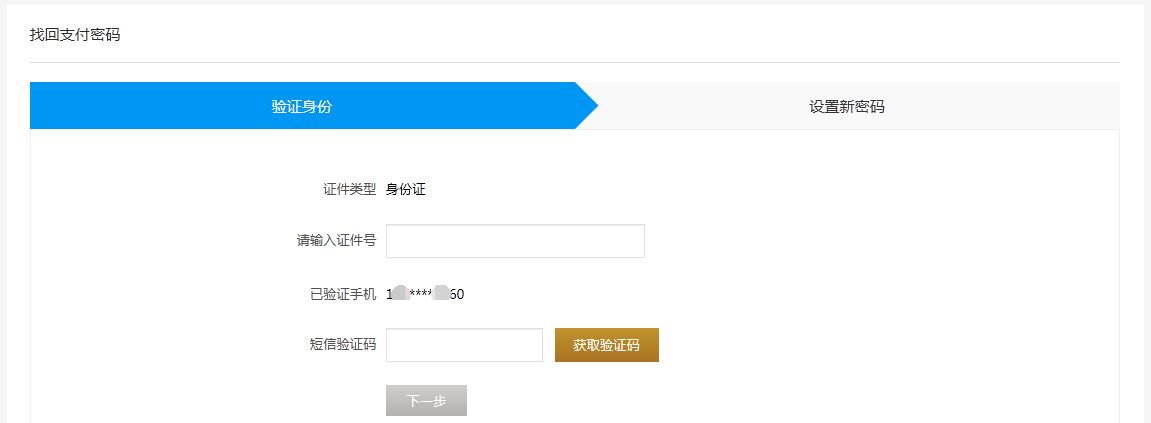 找回支付密码
验证身份
设置新密码
证件类型 身份证
请输入证件号
已验证手机 1****60
短信验证码 获取验证码
下一步